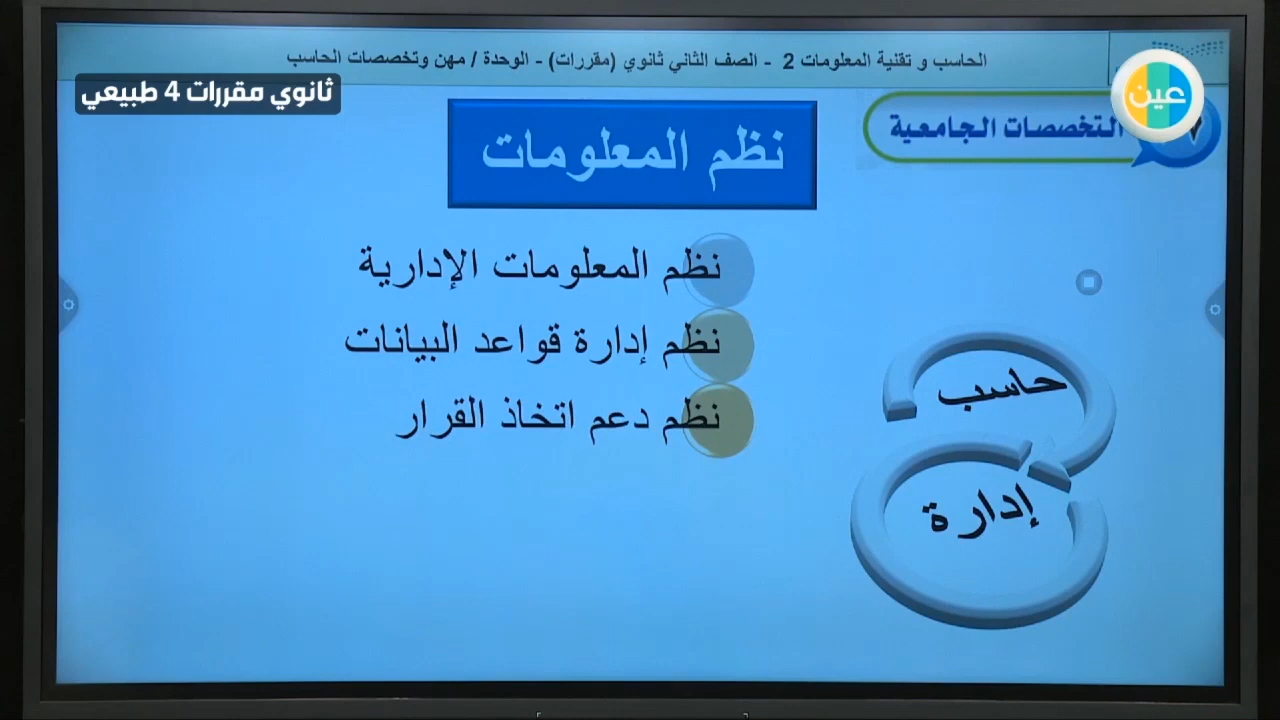 الحاسب و تقنية المعلومات 2 - الصف الثاني ثانوي (مقررات) - الوحدة / مهن وتخصصات الحاسب
ثانوي مقررات 4 طبيعي
عين
التخصصات الجامعية
نظم المعلومات
نظم المعلومات الإدارية
نظم إدارة قواعد البيانات
نظم دعم اتخاذ القرار
حاسب
إدارة